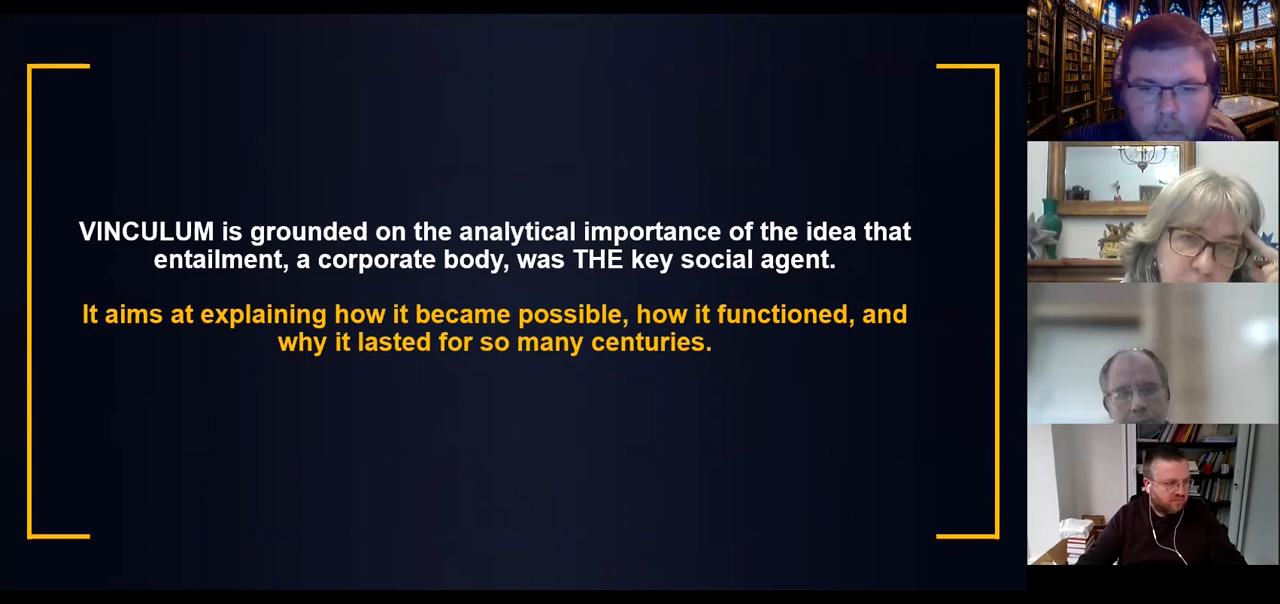 VINCULUM is grounded on the analytical importance of the idea that
entailment, a corporate body, was THE key social agent.
It aims at explaining how it became possible, how it functioned, and
why it lasted for so many centuries.